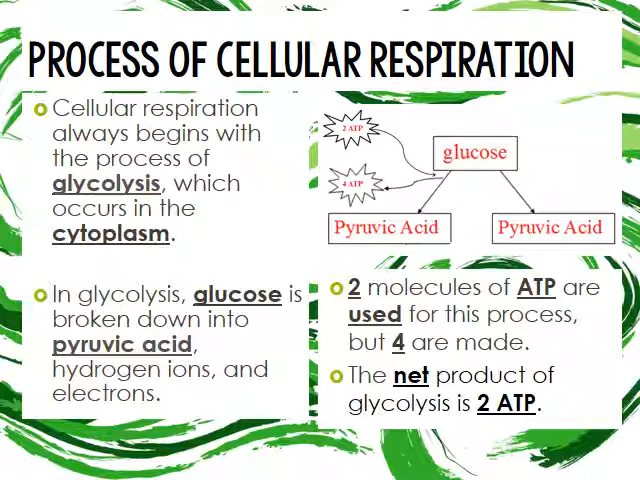 PROCESS OF CELLULAR RESPIRATION
Cellular respiration
always begins with
the process of
glycolysis, which
occurs in the
cytoplasm.
In glycolysis, glucose is
broken down into
pyruvic acid,
hydrogen ions, and
electrons.
2 ATP
glucose
4 ATP
Pyruvic Acid
Pyruvic Acid
2 molecules of ATP are
used for this process,
but 4 are made.
The net product of
glycolysis is 2 ATP.